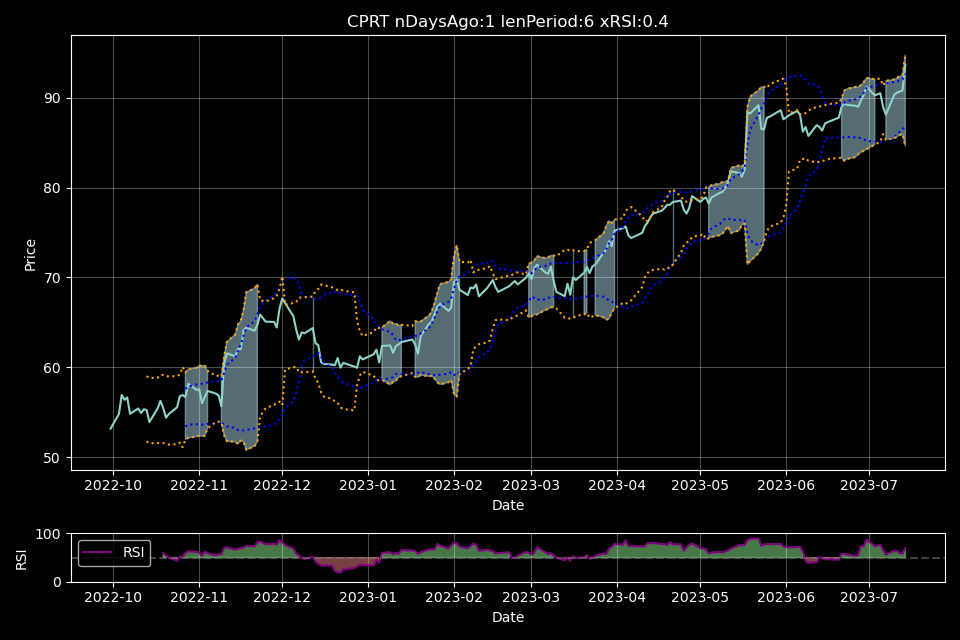 CPRT nDaysAgo:1 lenPeriod:6 xRSI:0.4
Price
90
80
70
60
50
2022-10 2022-11 2022-12 2023-01 2023-02 2023-03 2023-04 2023-05 2023-06 2023-07
Date
RSI
100
0
RSI
2022-10 2022-11 2022-12 2023-01 2023-02 2023-03 2023-04 2023-05 2023-06 2023-07
Date